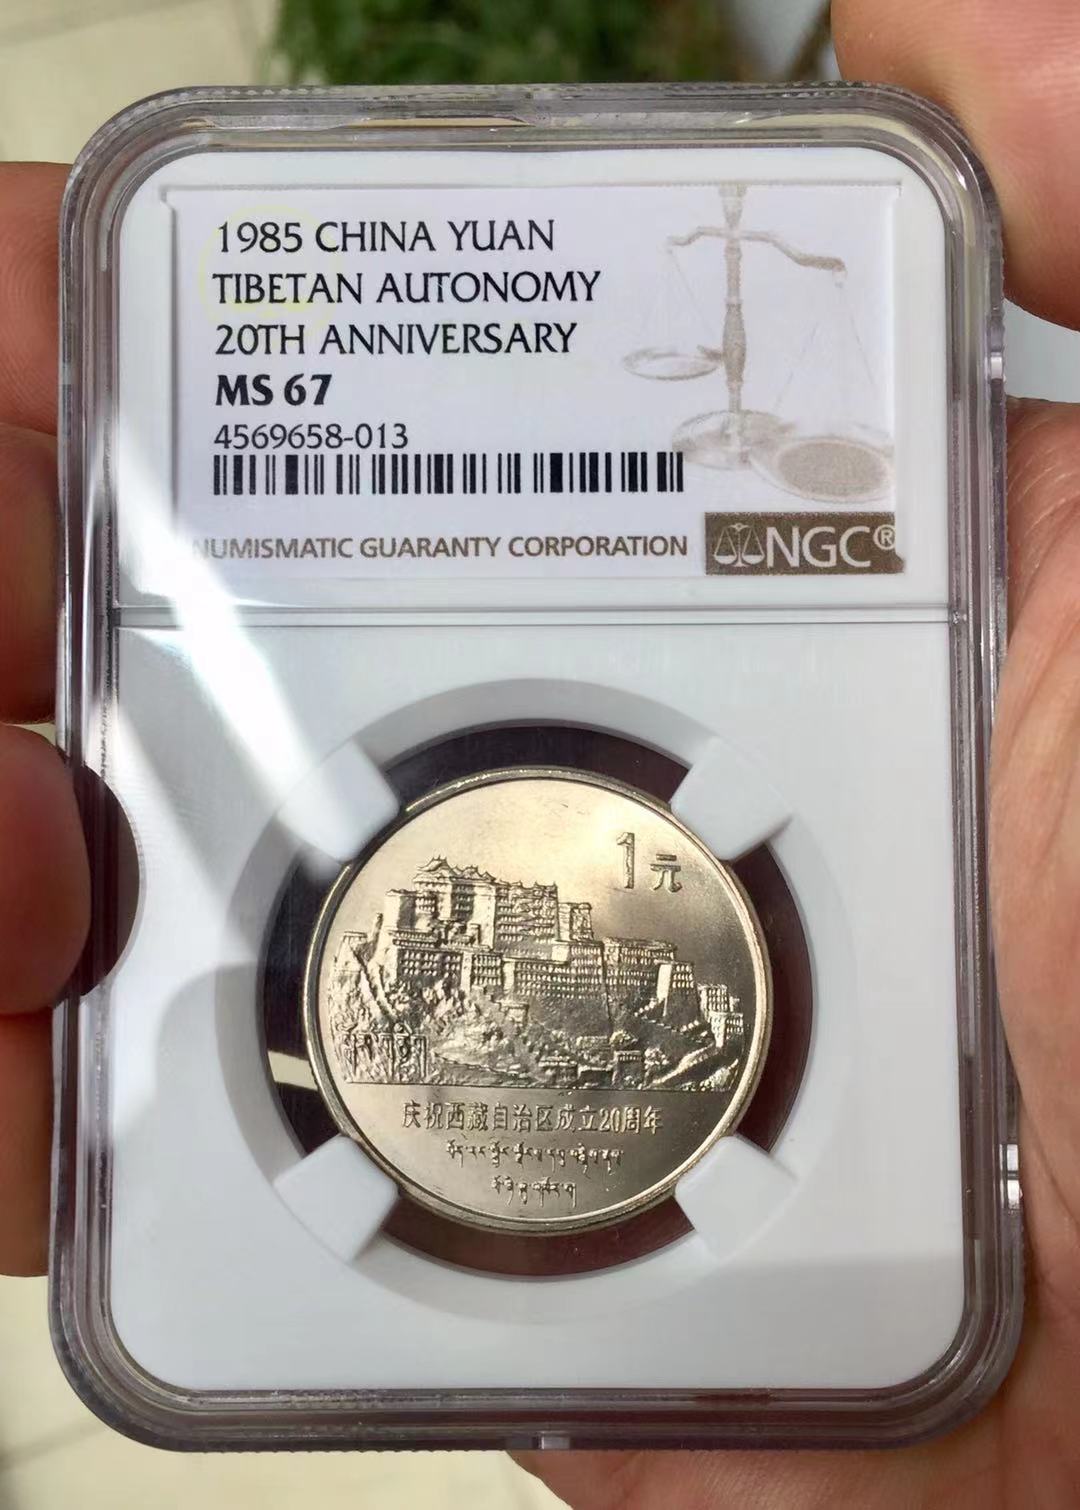 1985 CHINA YUAN
TIBETAN AUTONOMY
20TH ANNIVERSARY
MS 67
4569658-013
NUMISMATIC GUARANTY CORPORATION NGC®
1元
庆祝西藏自治区成立20周年